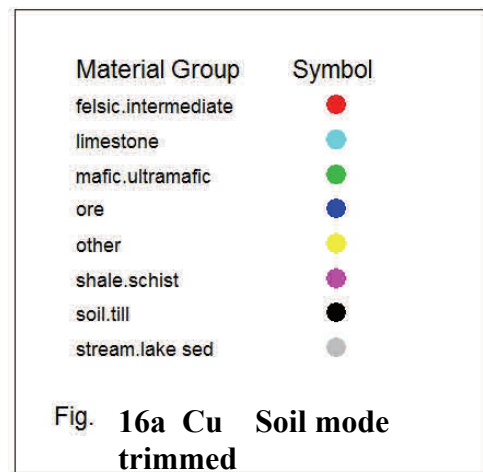 Material Group Symbol
felsic.intermediate
limestone
mafic.ultramafic
ore
other
shale.schist
soil.till
stream.lake sed
Fig. 16a Cu Soil mode
trimmed